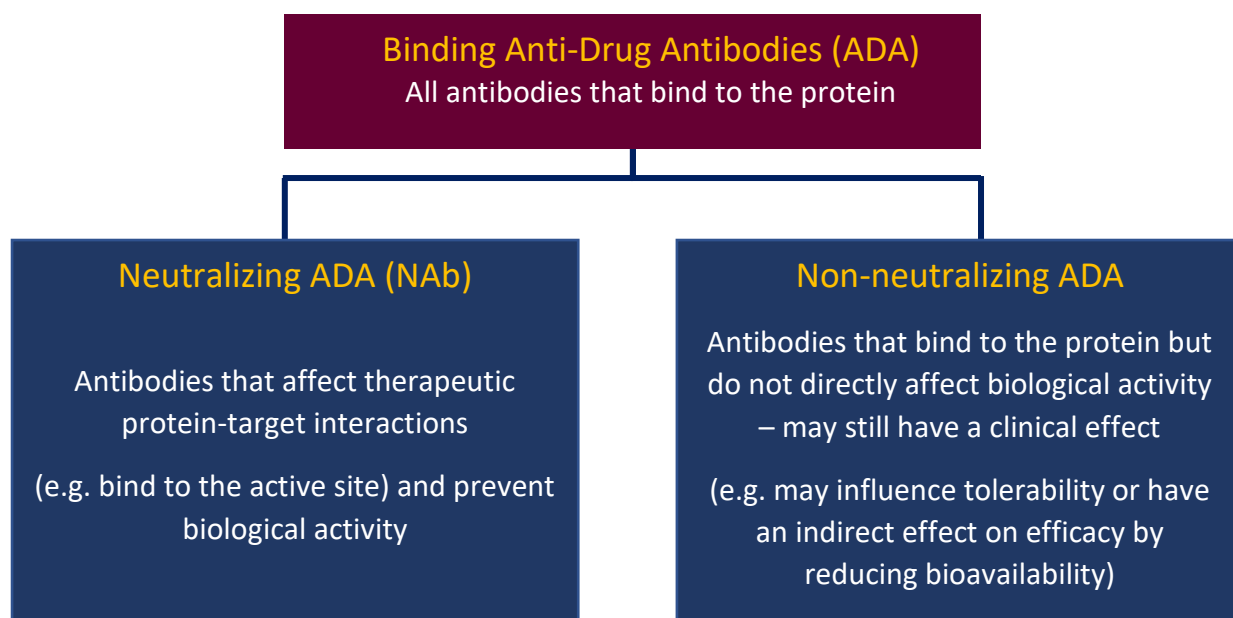 Binding Anti-Drug Antibodies (ADA)
All antibodies that bind to the protein
Neutralizing ADA (NAb)
Antibodies that affect therapeutic
protein-target interactions
(e.g. bind to the active site) and prevent
biological activity
Non-neutralizing ADA
Antibodies that bind to the protein but
do not directly affect biological activity
– may still have a clinical effect
(e.g. may influence tolerability or have
an indirect effect on efficacy by
reducing bioavailability)